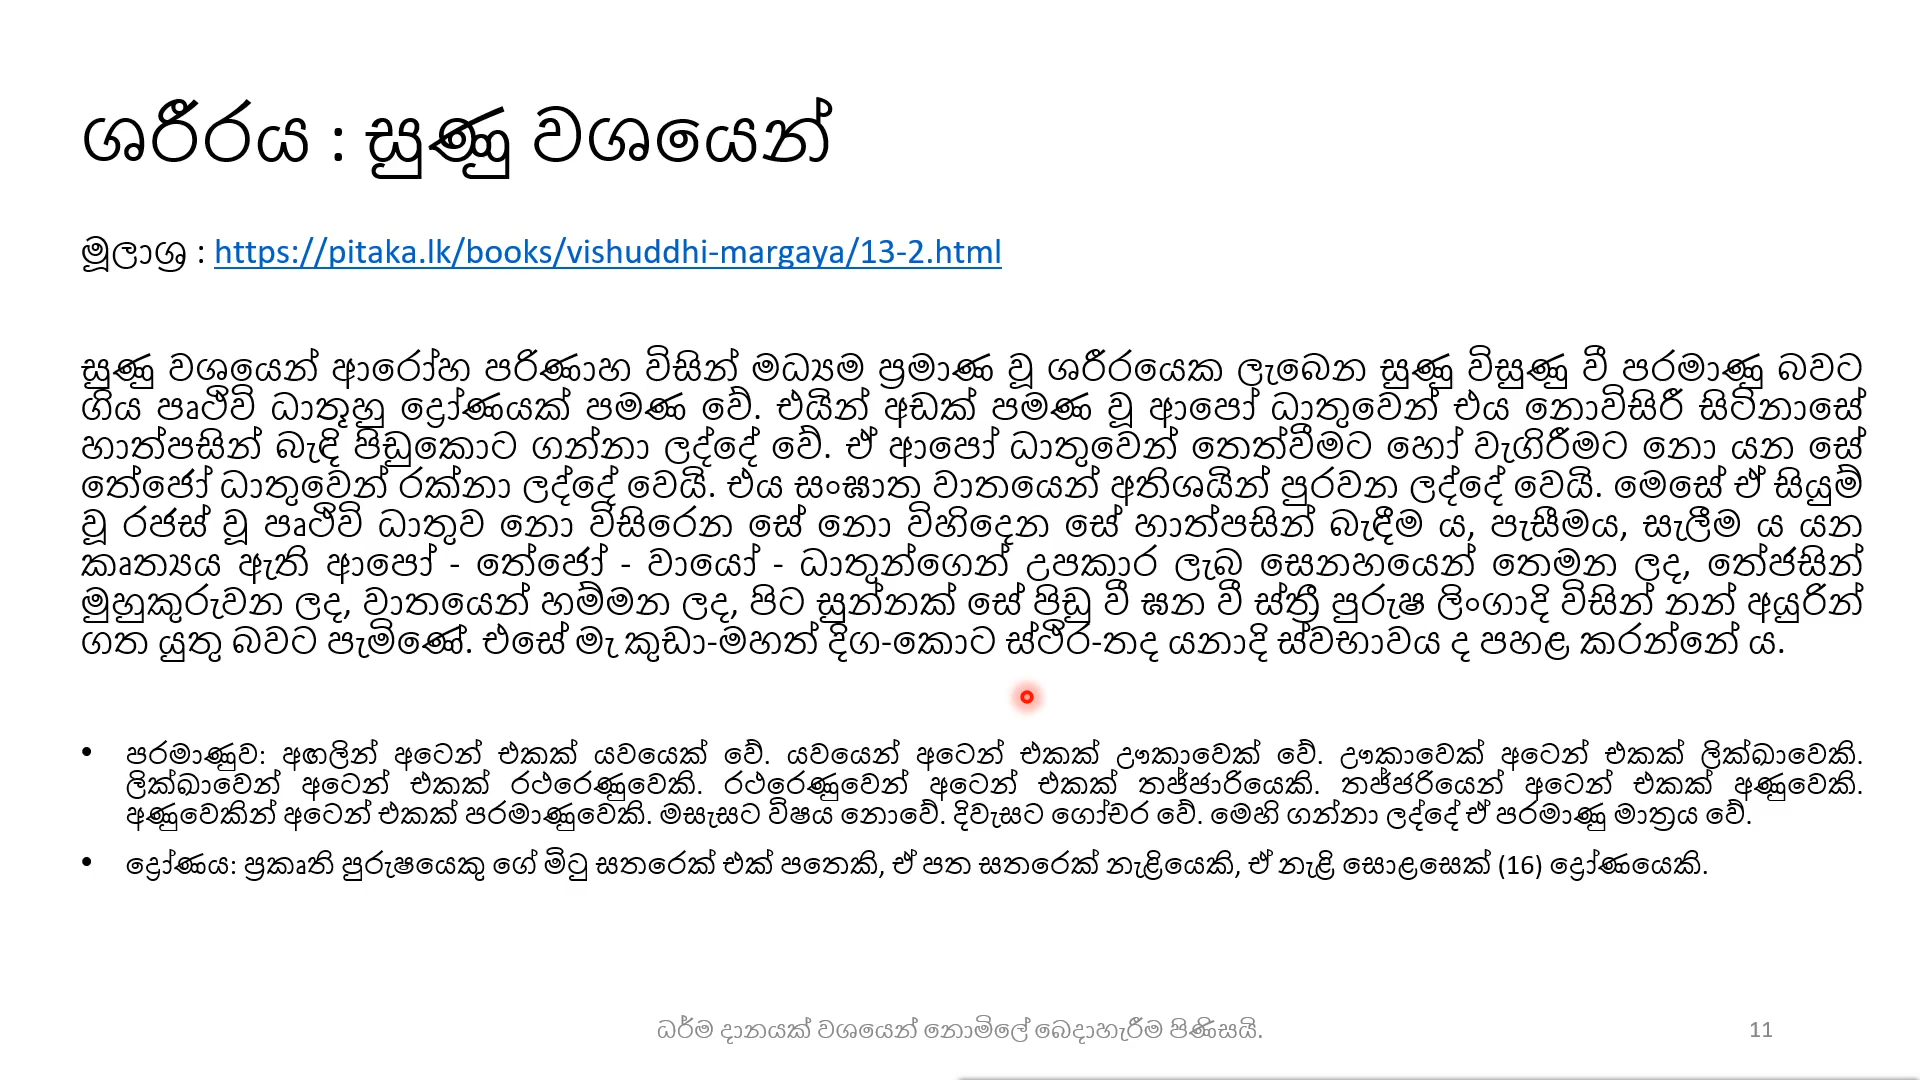 ශරීරය : සුණු වශයෙන්
මූලාශ්‍ර : https://pitaka.lk/books/vishuddhi-margaya/13-2.html
සුණු වශයෙන් ආරෝහ පරිණාහ විසින් මධ්‍යම ප්‍රමාණ වූ ශරීරයෙක ලැබෙන සුණු විසුණු වී පරමාණු බවට
ගිය පෘථිවි ධාතූහු ද්‍රෝණයක් පමණ වේ. එයින් අඩක් පමණ වූ ආපෝ ධාතුවෙන් එය නොවිසිරී සිටිනාසේ
හාත්පසින් බැඳි පිඬුකොට ගන්නා ලද්දේ වේ. ඒ ආපෝ ධාතුවෙන් තෙත්වීමට හෝ වැගිරීමට නො යන සේ
තේජෝ ධාතුවෙන් රක්නා ලද්දේ වෙයි. එය සංඝාත වාතයෙන් අතිශයින් පුරවන ලද්දේ වෙයි. මෙසේ ඒ සියුම්
වූ රජස් වූ පෘථිවි ධාතුව නො විසිරෙන සේ නො විහිදෙන සේ හාත්පසින් බැඳීම ය, පැසීමය, සැලීම ය යන
කෘත්‍යය ඇති ආපෝ - තේජෝ - වායෝ - ධාතූන්ගෙන් උපකාර ලැබ සෙනහයෙන් තෙමන ලද, තේජසින්
මුහුකුරුවන ලද, වාතයෙන් හම්මන ලද, පිට සුන්නක් සේ පිඬු වී ඝන වී ස්ත්‍රී පුරුෂ ලිංගාදි විසින් නන් අයුරින්
ගත යුතු බවට පැමිණේ. එසේ මැ කුඩා-මහත් දිග-කොට ස්ථිර-තද යනාදි ස්වභාවය ද පහළ කරන්නේ ය.
• පරමාණුව: අඟලින් අටෙන් එකක් යවයෙක් වේ. යවයෙන් අටෙන් එකක් ඌකාවෙක් වේ. ඌකාවෙක් අටෙන් එකක් ලික්ඛාවෙකි.
ලික්ඛාවෙන් අටෙන් එකක් රථරෙණුවෙකි. රථරෙණුවෙන් අටෙන් එකක් තජ්ජාරියෙකි. තජ්ජරියෙන් අටෙන් එකක් අණුවෙකි.
අණුවෙකින් අටෙන් එකක් පරමාණුවෙකි. මසැසට විෂය නොවේ. දිවැසට ගෝචර වේ. මෙහි ගන්නා ලද්දේ ඒ පරමාණු මාත්‍රය වේ.
• ද්‍රෝණය: ප්‍රකෘති පුරුෂයෙකු ගේ මිටු සතරෙක් එක් පතෙකි, ඒ පත සතරෙක් නැළියෙකි, ඒ නැළි සොළසෙක් (16) ද්‍රෝණයෙකි.
ධර්ම දානයක් වශයෙන් නොමිලේ බෙදාහැරීම පිණිසයි.
11